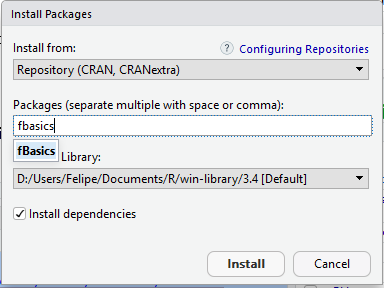 Install Packages
Install from:
? Configuring Repositories
Repository (CRAN, CRANextra)
Packages (separate multiple with space or comma):
fbasics
fBasics
Library:
D:/Users/Felipe/Documents/R/win-library/3.4 [Default]
Install dependencies
Install
Cancel